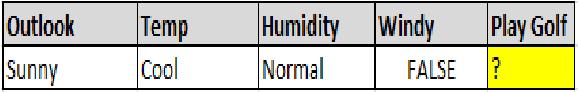 Outlook Temp Humidity Windy Play Golf
Sunny Cool Normal FALSE ?